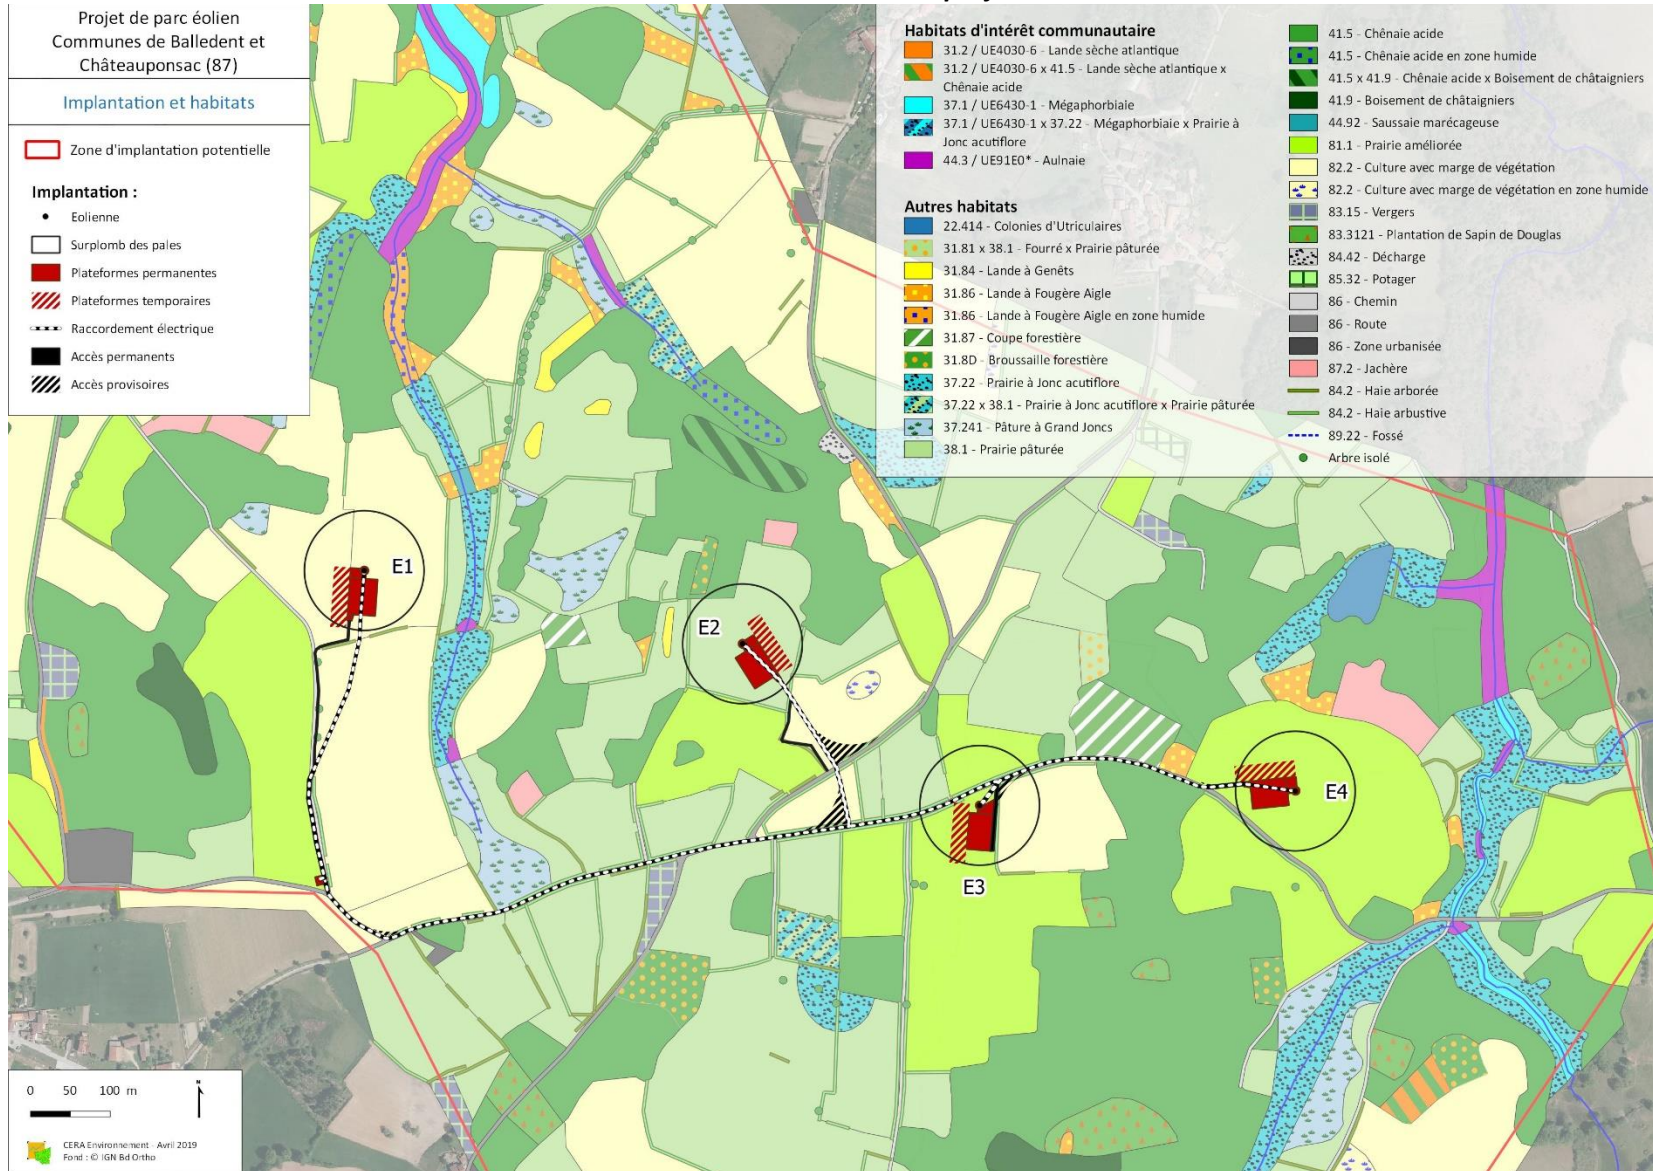 Projet de parc éolien
Communes de Balledent et
Châteauponsac (87)
Implantation et habitats
Zone d'implantation potentielle
Implantation :
Eolienne
Surplomb des pales
Plateformes permanentes
Plateformes temporaires
Raccordement électrique
Accès permanents
Accès provisoires
Habitats d'intérêt communautaire
31.2 / UE4030-6 - Lande sèche atlantique
31.2 / UE4030-6 x 41.5 - Lande sèche atlantique x
Chênaie acide
37.1 / UE6430-1 - Mégaphorbiaie
37.1 / UE6430-1 x 37.22 - Mégaphorbiaie x Prairie à
Jonc acutiflore
44.3 / UE91E0* - Aulnaie
Autres habitats
22.414 - Colonies d'Utriculaires
31.81 x 38.1 - Fourré x Prairie pâturée
31.84 - Lande à Genêts
31.86 - Lande à Fougère Aigle
31.86 - Lande à Fougère Aigle en zone humide
31.87 - Coupe forestière
31.8D - Broussaille forestière
37.22 - Prairie à Jonc acutiflore
37.22 x 38.1 - Prairie à Jonc acutiflore x Prairie pâturée
37.241 - Pâture à Grand Joncs
38.1 - Prairie pâturée
41.5 - Chênaie acide
41.5 - Chênaie acide en zone humide
41.5 x 41.9 - Chênaie acide x Boisement de châtaigniers
41.9 - Boisement de châtaigniers
44.92 - Saussaie marécageuse
81.1 - Prairie améliorée
82.2 - Culture avec marge de végétation
82.2 - Culture avec marge de végétation en zone humide
83.15 - Vergers
83.3121 - Plantation de Sapin de Douglas
84.42 - Décharge
85.32 - Potager
86 - Chemin
86 - Route
86 - Zone urbanisée
87.2 - Jachère
84.2 - Haie arborée
84.2 - Haie arbustive
89.22 - Fossé
Arbre isolé
E1
E2
E3
E4
0 50 100 m
N
CERA Environnement - Avril 2019
Fond : © IGN Bd Ortho